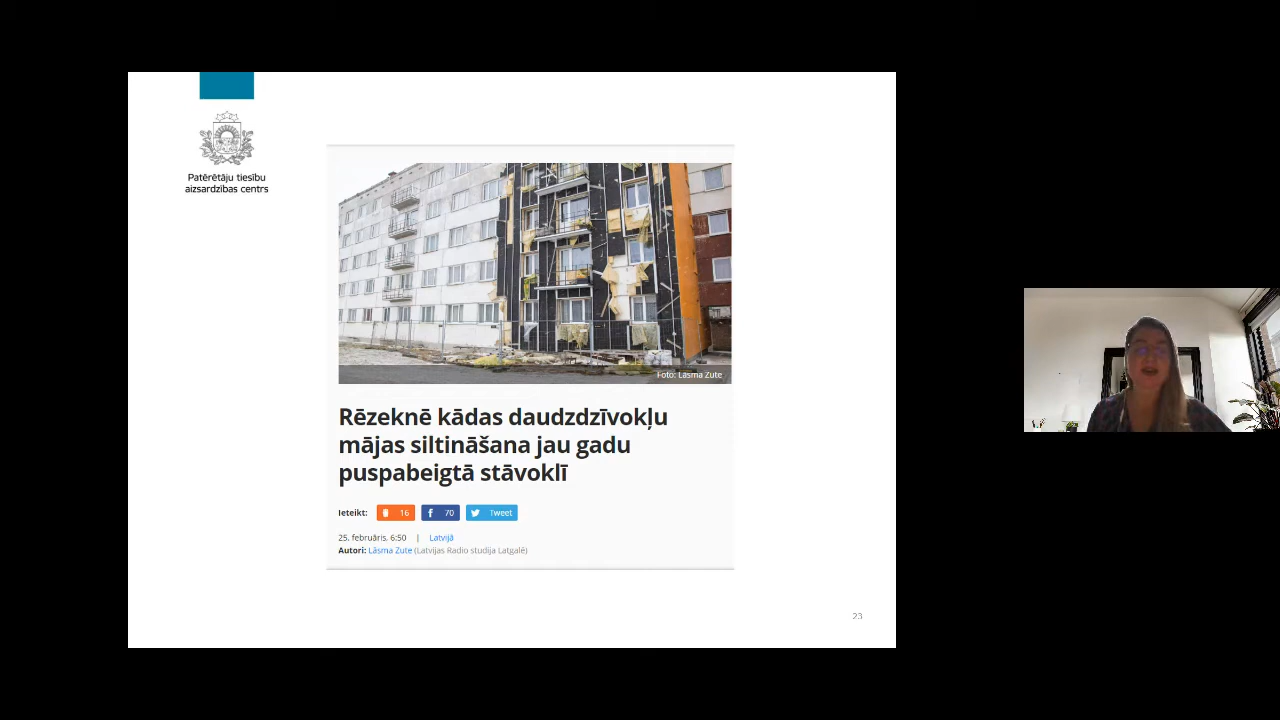 Patērētāju tiesību
aizsardzības centrs
Foto: Lāsma Zute
Rēzeknē kādas daudzdzīvokļu
mājas siltināšana jau gadu
puspabeigtā stāvoklī
Ieteikt: 16 f 70 Tweet
25. februāris, 6:50 | Latvijā
Autori: Lāsma Zute (Latvijas Radio studija Latgalē)
23